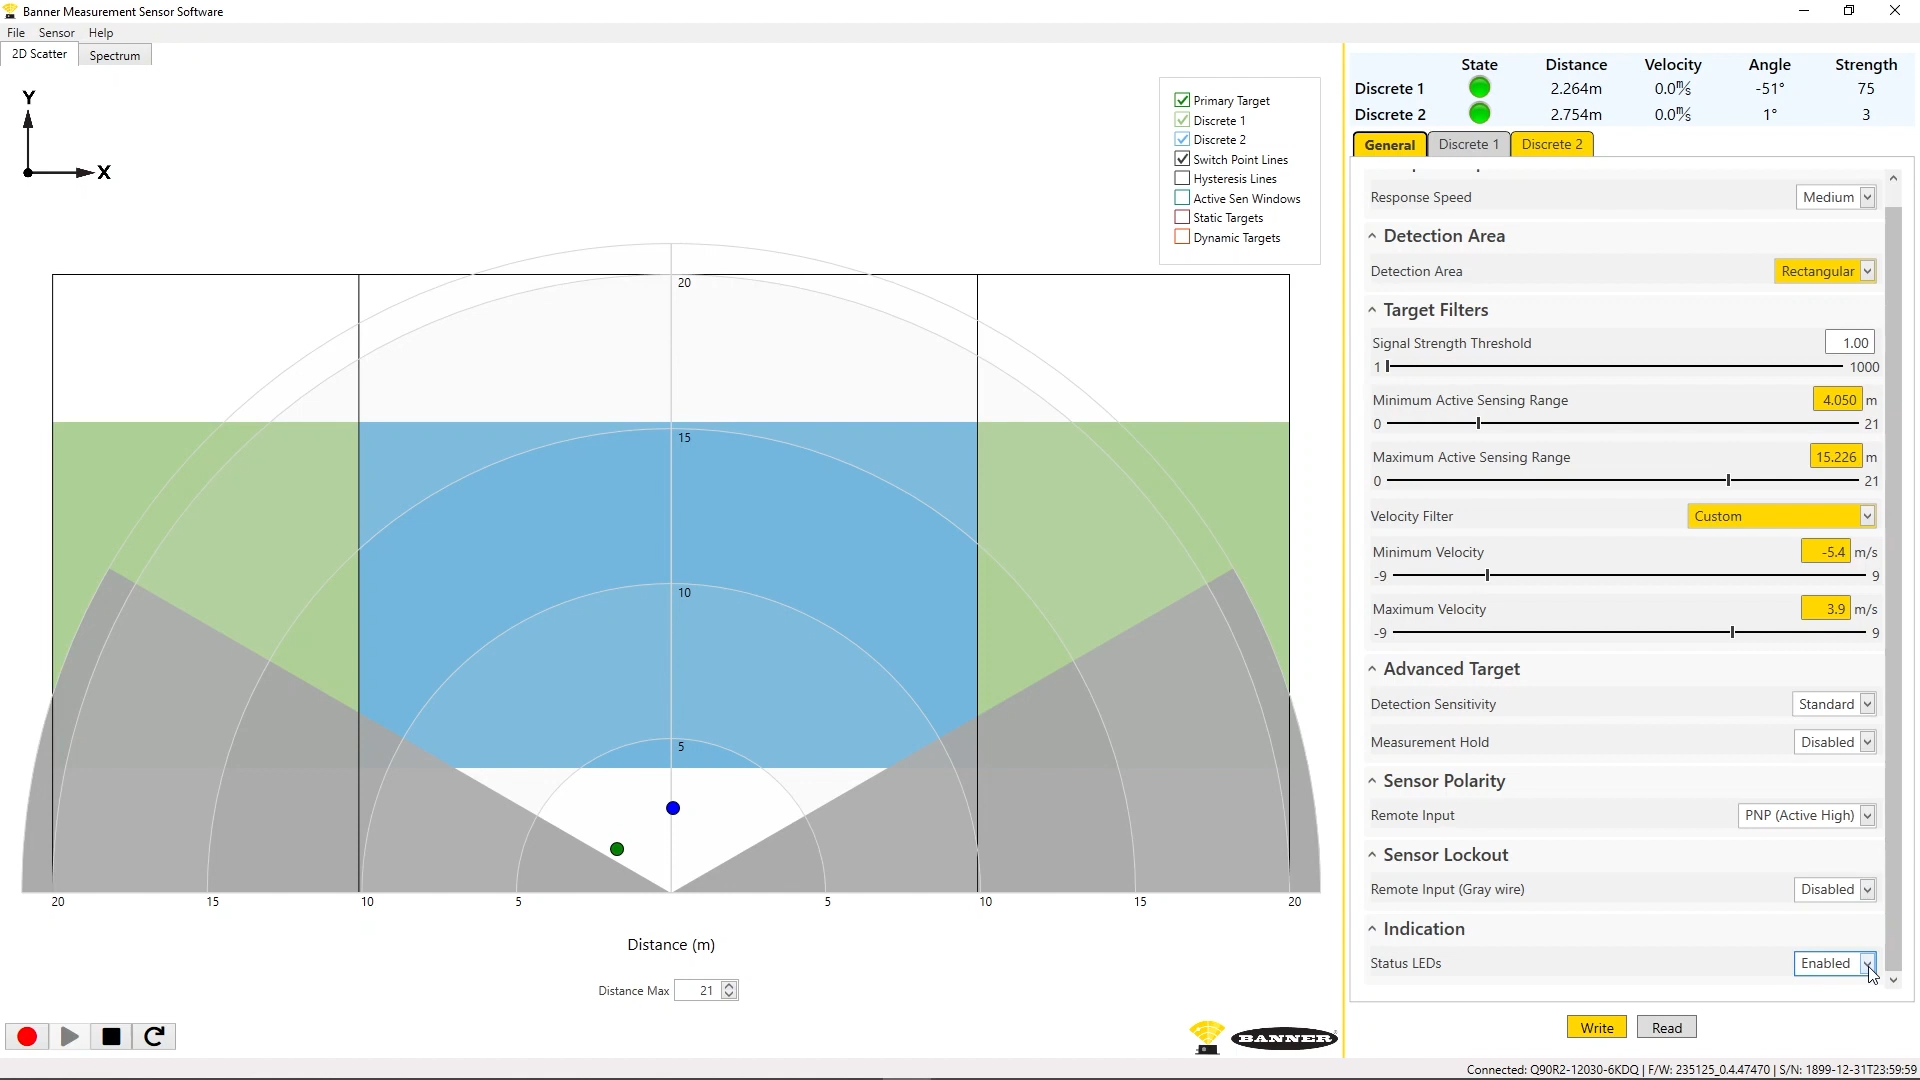 Banner Measurement Sensor Software
File Sensor Help
2D Scatter Spectrum
Y
X
Primary Target
Discrete 1
Discrete 2
Switch Point Lines
Hysteresis Lines
Active Sen Windows
Static Targets
Dynamic Targets
20
15
10
5
20 15 10 5 5 10 15 20
Distance (m)
Distance Max 21
BANNER
State Distance Velocity Angle Strength
Discrete 1 2.264m 0.0m/s -51° 75
Discrete 2 2.754m 0.0m/s 1° 3
General Discrete 1 Discrete 2
Response Speed Medium
Detection Area
Detection Area Rectangular
Target Filters
Signal Strength Threshold 1.00
1 1000
Minimum Active Sensing Range 4.050 m
0 21
Maximum Active Sensing Range 15.226 m
0 21
Velocity Filter Custom
Minimum Velocity -5.4 m/s
-9 9
Maximum Velocity 3.9 m/s
-9 9
Advanced Target
Detection Sensitivity Standard
Measurement Hold Disabled
Sensor Polarity
Remote Input PNP (Active High)
Sensor Lockout
Remote Input (Gray wire) Disabled
Indication
Status LEDs Enabled
Write Read
Connected: Q90R2-12030-6KDQ | F/W: 235125_0.4.47470 | S/N: 1899-12-31T23:59:59